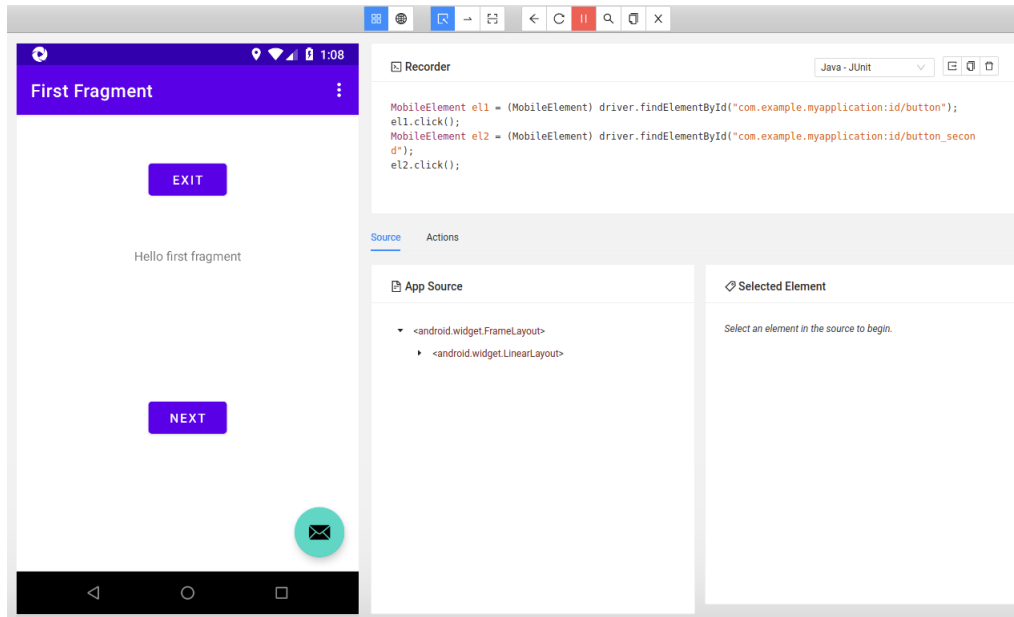 1:08
First Fragment
EXIT
Hello first fragment
NEXT
Recorder
Java - JUnit
MobileElement el1 = (MobileElement) driver.findElementById("com.example.myapplication:id/button");
el1.click();
MobileElement el2 = (MobileElement) driver.findElementById("com.example.myapplication:id/button_secon
d");
el2.click();
Source Actions
App Source
<android.widget.FrameLayout>
<android.widget.LinearLayout>
Selected Element
Select an element in the source to begin.